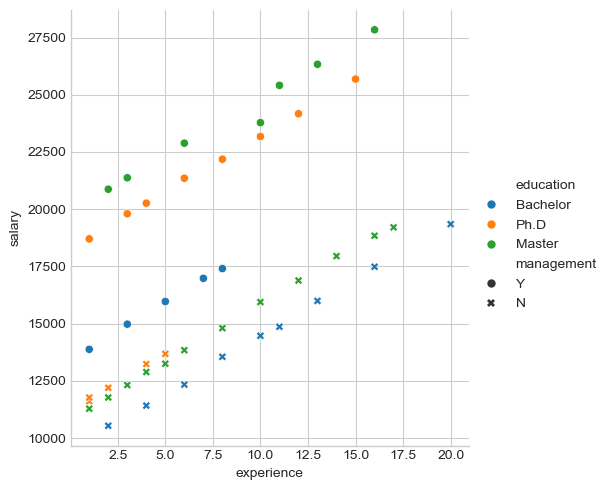 27500
25000
22500
20000
17500
15000
12500
10000
salary
2.5 5.0 7.5 10.0 12.5 15.0 17.5 20.0
experience
education
Bachelor
Ph.D
Master
management
Y
N